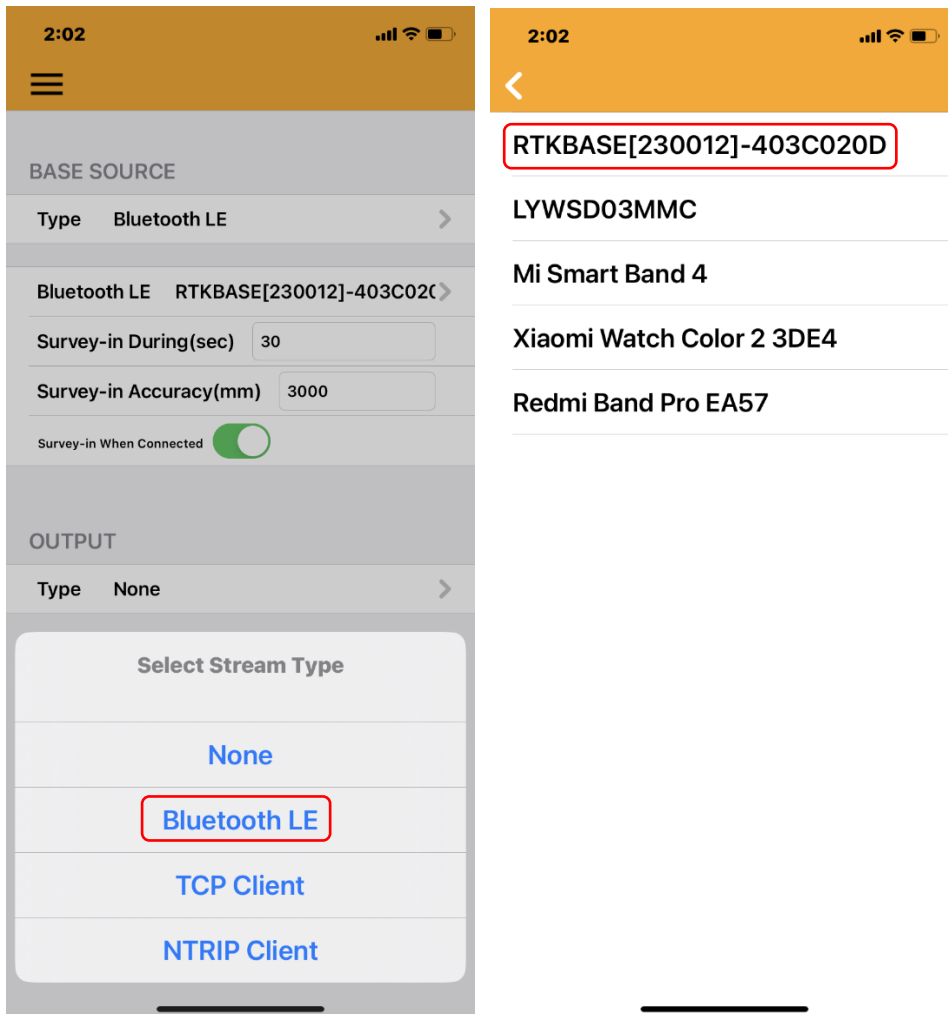 2:02
BASE SOURCE
Type Bluetooth LE
Bluetooth LE RTKBASE[230012]-403C020
Survey-in During(sec) 30
Survey-in Accuracy(mm) 3000
Survey-in When Connected
OUTPUT
Type None
Select Stream Type
None
Bluetooth LE
TCP Client
NTRIP Client
2:02
RTKBASE[230012]-403C020D
LYWSD03MMC
Mi Smart Band 4
Xiaomi Watch Color 2 3DE4
Redmi Band Pro EA57